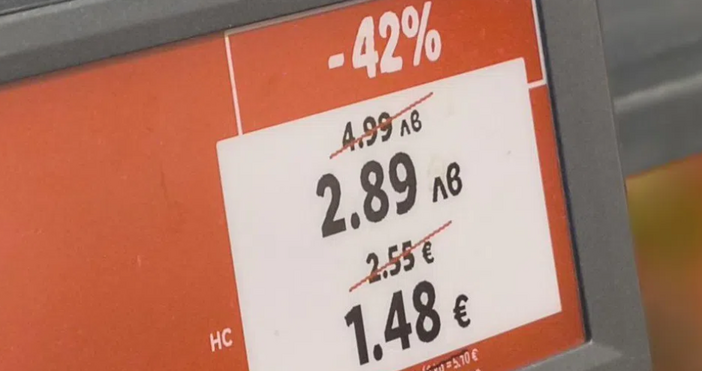 -42%
4.99 лв
2.89 лв
2.55 €
1.48 €
НС